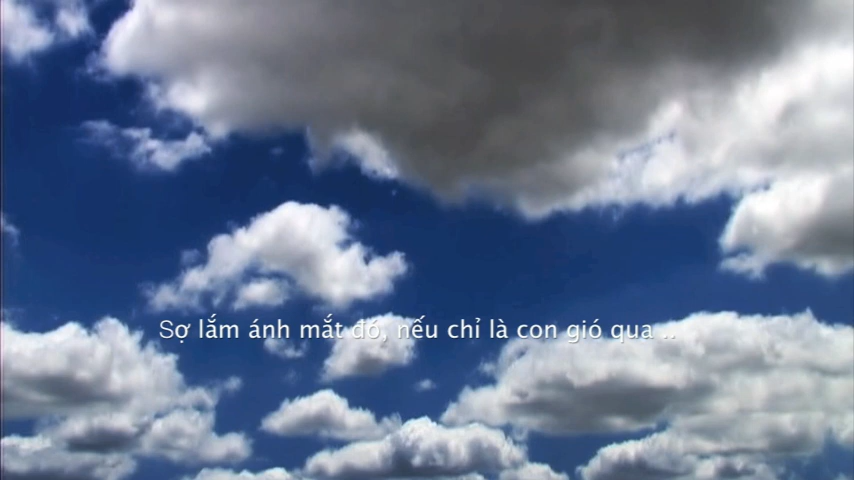 Sợ lắm ánh mắt đó, nếu chỉ là con gió qua ..